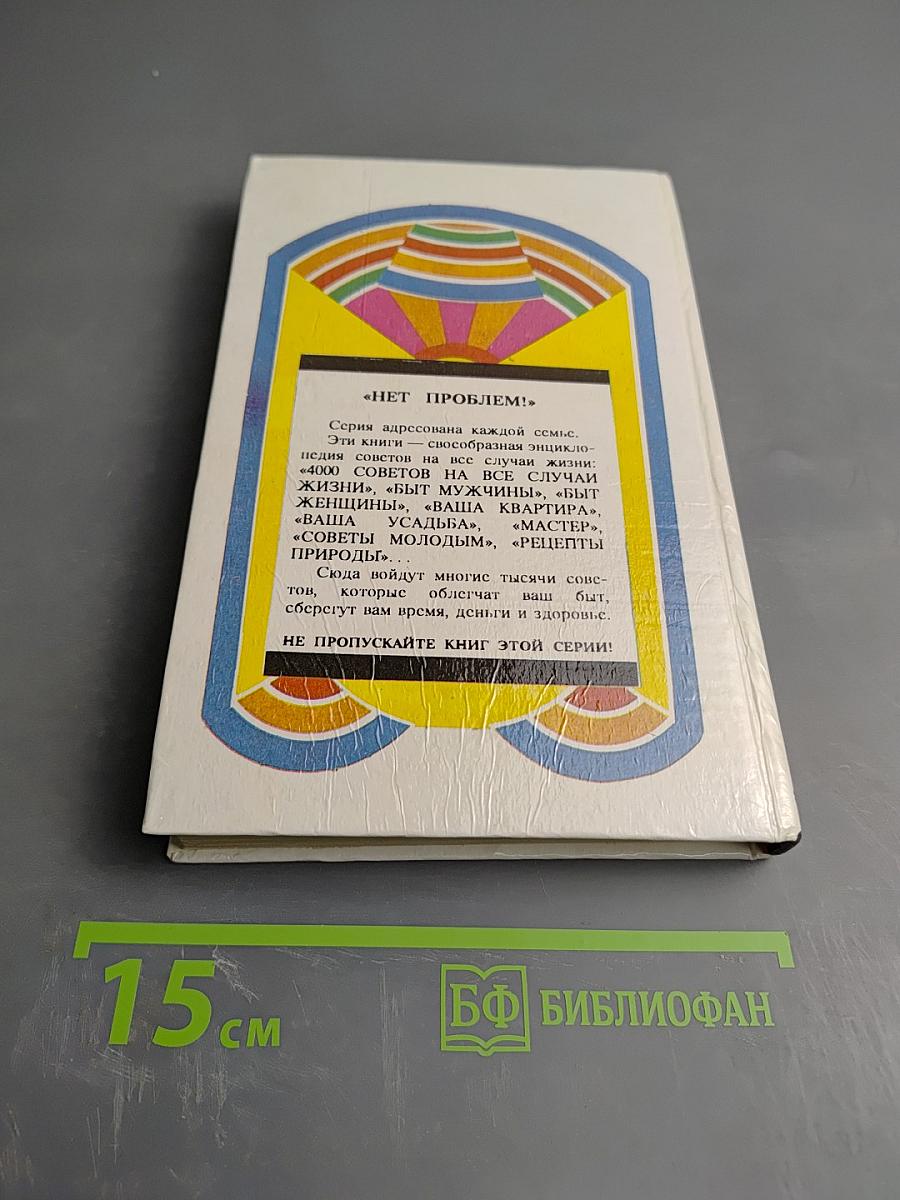 «НЕТ ПРОБЛЕМ!»
Серия адресована каждой семье.
Эти книги — своеобразная энцикло-
педия советов на все случаи жизни:
«4000 СОВЕТОВ НА ВСЕ СЛУЧАИ
ЖИЗНИ», «БЫТ МУЖЧИНЫ», «БЫТ
ЖЕНЩИНЫ», «ВАША КВАРТИРА»,
«ВАША УСАДЬБА», «МАСТЕР»,
«СОВЕТЫ МОЛОДЫМ», «РЕЦЕПТЫ
ПРИРОДЫ»...
Сюда войдут многие тысячи сове-
тов, которые облегчат ваш быт,
сберегут вам время, деньги и здоровье.
НЕ ПРОПУСКАЙТЕ КНИГ ЭТОЙ СЕРИИ!
15 см
БФ БИБЛИОФАН